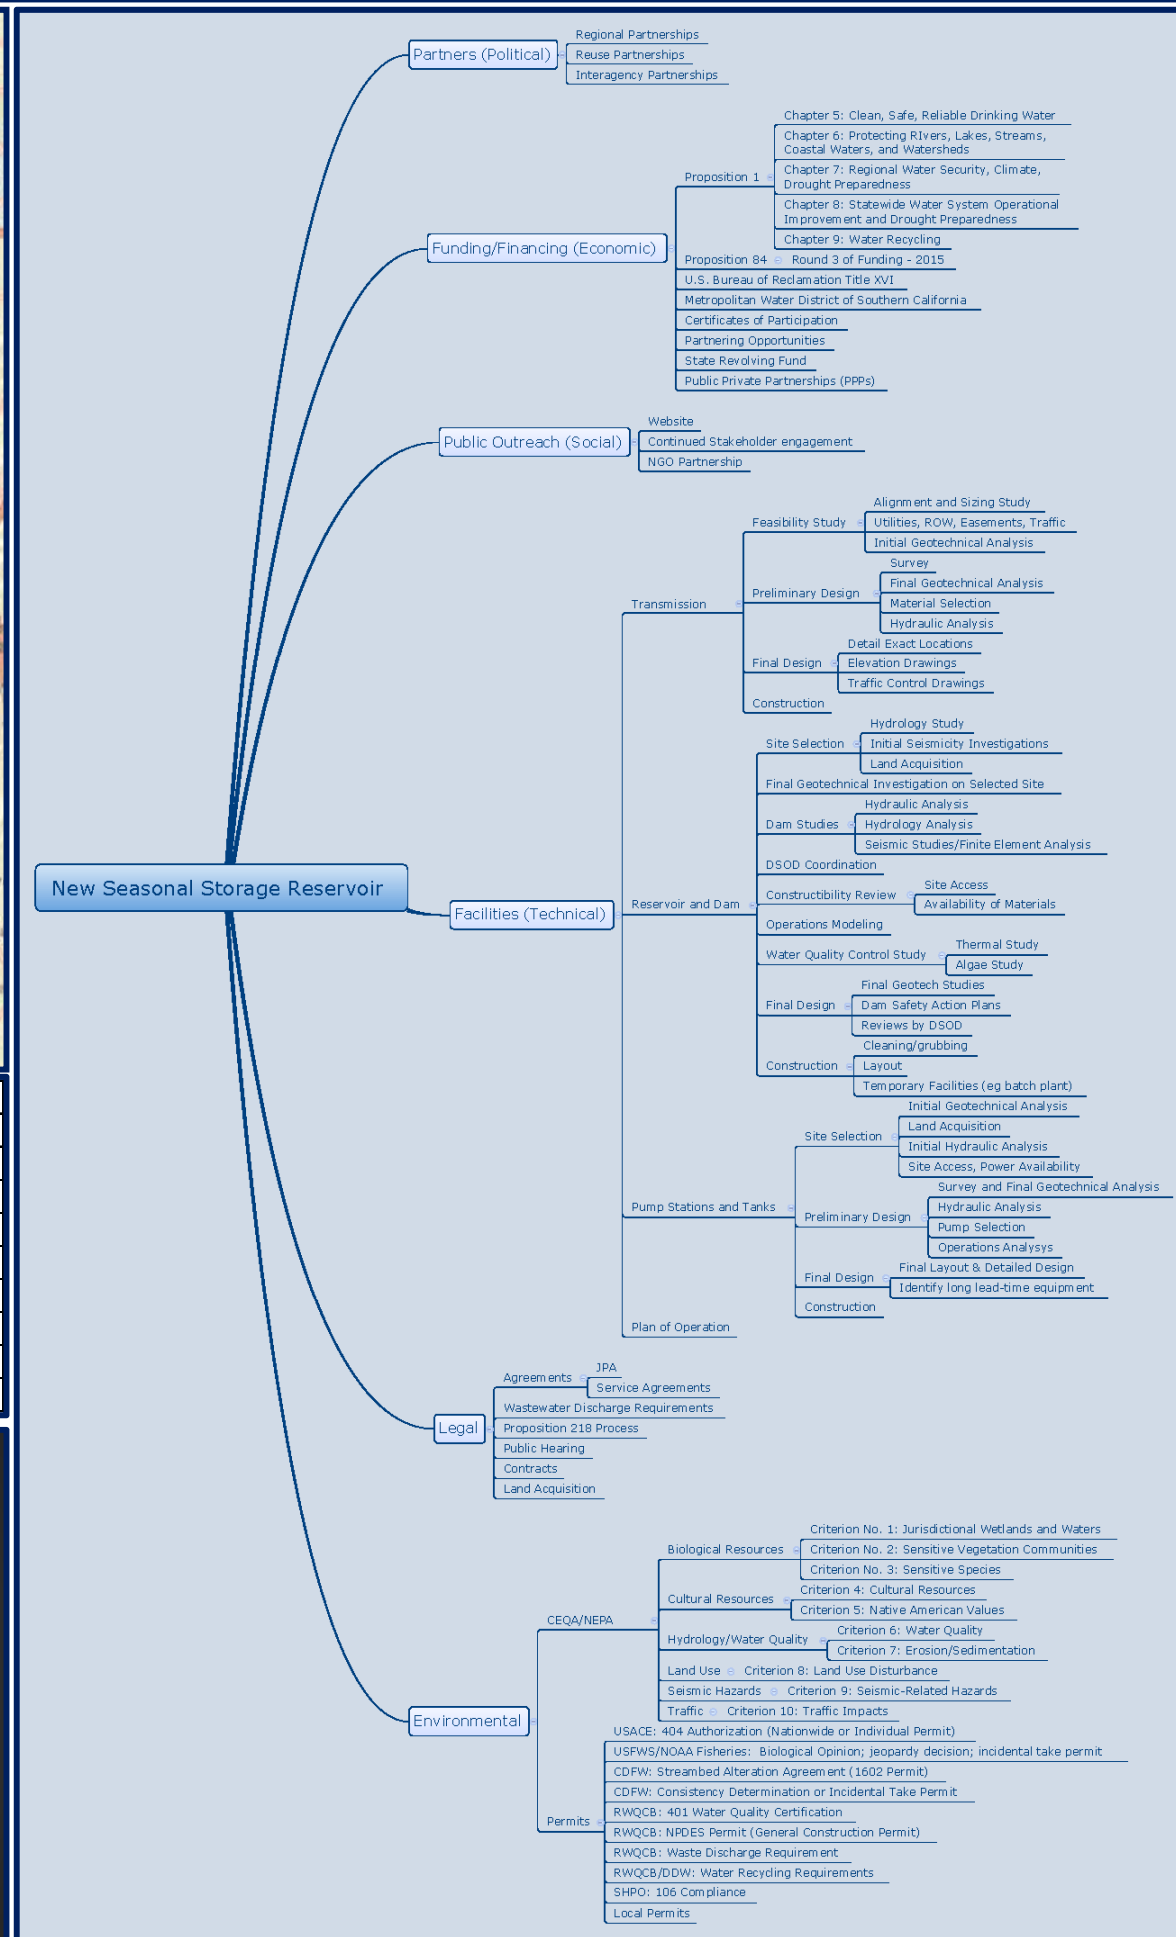 New Seasonal Storage Reservoir
Partners (Political)
Regional Partnerships
Reuse Partnerships
Interagency Partnerships
Funding/Financing (Economic)
Proposition 1
Chapter 5: Clean, Safe, Reliable Drinking Water
Chapter 6: Protecting RIvers, Lakes, Streams,
Coastal Waters, and Watersheds
Chapter 7: Regional Water Security, Climate,
Drought Preparedness
Chapter 8: Statewide Water System Operational
Improvement and Drought Preparedness
Chapter 9: Water Recycling
Proposition 84
Round 3 of Funding - 2015
U.S. Bureau of Reclamation Title XVI
Metropolitan Water District of Southern California
Certificates of Participation
Partnering Opportunities
State Revolving Fund
Public Private Partnerships (PPPs)
Public Outreach (Social)
Website
Continued Stakeholder engagement
NGO Partnership
Facilities (Technical)
Transmission
Feasibility Study
Alignment and Sizing Study
Utilities, ROW, Easements, Traffic
Initial Geotechnical Analysis
Preliminary Design
Survey
Final Geotechnical Analysis
Material Selection
Hydraulic Analysis
Final Design
Detail Exact Locations
Elevation Drawings
Traffic Control Drawings
Construction
Reservoir and Dam
Site Selection
Hydrology Study
Initial Seismicity Investigations
Land Acquisition
Final Geotechnical Investigation on Selected Site
Dam Studies
Hydraulic Analysis
Hydrology Analysis
Seismic Studies/Finite Element Analysis
DSOD Coordination
Constructibility Review
Site Access
Availability of Materials
Operations Modeling
Water Quality Control Study
Thermal Study
Algae Study
Final Design
Final Geotech Studies
Dam Safety Action Plans
Reviews by DSOD
Construction
Cleaning/grubbing
Layout
Temporary Facilities (eg batch plant)
Pump Stations and Tanks
Site Selection
Initial Geotechnical Analysis
Land Acquisition
Initial Hydraulic Analysis
Site Access, Power Availability
Preliminary Design
Survey and Final Geotechnical Analysis
Hydraulic Analysis
Pump Selection
Operations Analysys
Final Design
Final Layout & Detailed Design
Identify long lead-time equipment
Construction
Plan of Operation
Legal
Agreements
JPA
Service Agreements
Wastewater Discharge Requirements
Proposition 218 Process
Public Hearing
Contracts
Land Acquisition
Environmental
CEQA/NEPA
Biological Resources
Criterion No. 1: Jurisdictional Wetlands and Waters
Criterion No. 2: Sensitive Vegetation Communities
Criterion No. 3: Sensitive Species
Cultural Resources
Criterion 4: Cultural Resources
Criterion 5: Native American Values
Hydrology/Water Quality
Criterion 6: Water Quality
Criterion 7: Erosion/Sedimentation
Land Use
Criterion 8: Land Use Disturbance
Seismic Hazards
Criterion 9: Seismic-Related Hazards
Traffic
Criterion 10: Traffic Impacts
Permits
USACE: 404 Authorization (Nationwide or Individual Permit)
USFWS/NOAA Fisheries:  Biological Opinion; jeopardy decision; incidental take permit
CDFW: Streambed Alteration Agreement (1602 Permit)
CDFW: Consistency Determination or Incidental Take Permit
RWQCB: 401 Water Quality Certification
RWQCB: NPDES Permit (General Construction Permit)
RWQCB: Waste Discharge Requirement
RWQCB/DDW: Water Recycling Requirements
SHPO: 106 Compliance
Local Permits